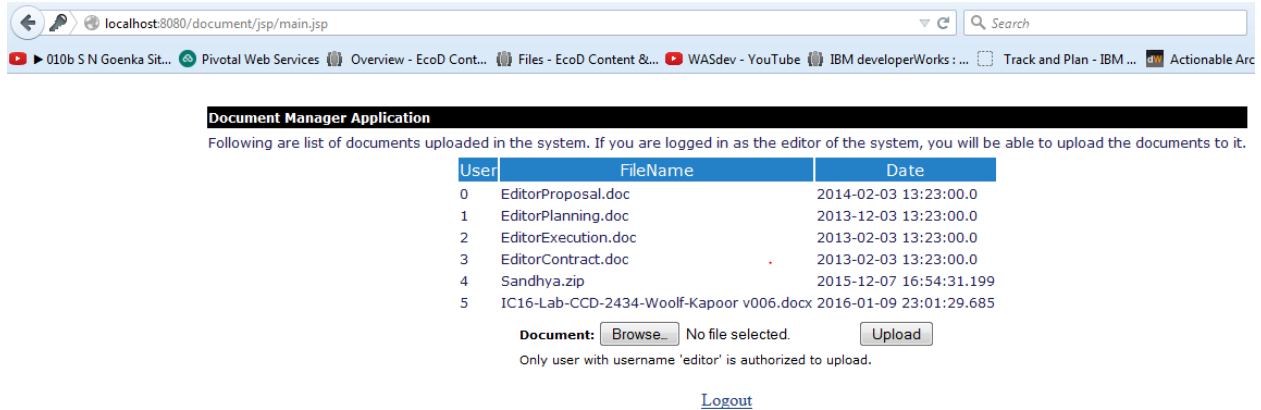 localhost:8080/document/jsp/main.jsp
Search
010b S N Goenka Sit... Pivotal Web Services Overview - EcoD Cont... Files - EcoD Content &... WASdev - YouTube IBM developerWorks : ... Track and Plan - IBM ... dW Actionable Arc
Document Manager Application
Following are list of documents uploaded in the system. If you are logged in as the editor of the system, you will be able to upload the documents to it.
User FileName Date
0 EditorProposal.doc 2014-02-03 13:23:00.0
1 EditorPlanning.doc 2013-12-03 13:23:00.0
2 EditorExecution.doc 2013-02-03 13:23:00.0
3 EditorContract.doc 2013-02-03 13:23:00.0
4 Sandhya.zip 2015-12-07 16:54:31.199
5 IC16-Lab-CCD-2434-Woolf-Kapoor v006.docx 2016-01-09 23:01:29.685
Document: Browse... No file selected. Upload
Only user with username 'editor' is authorized to upload.
Logout